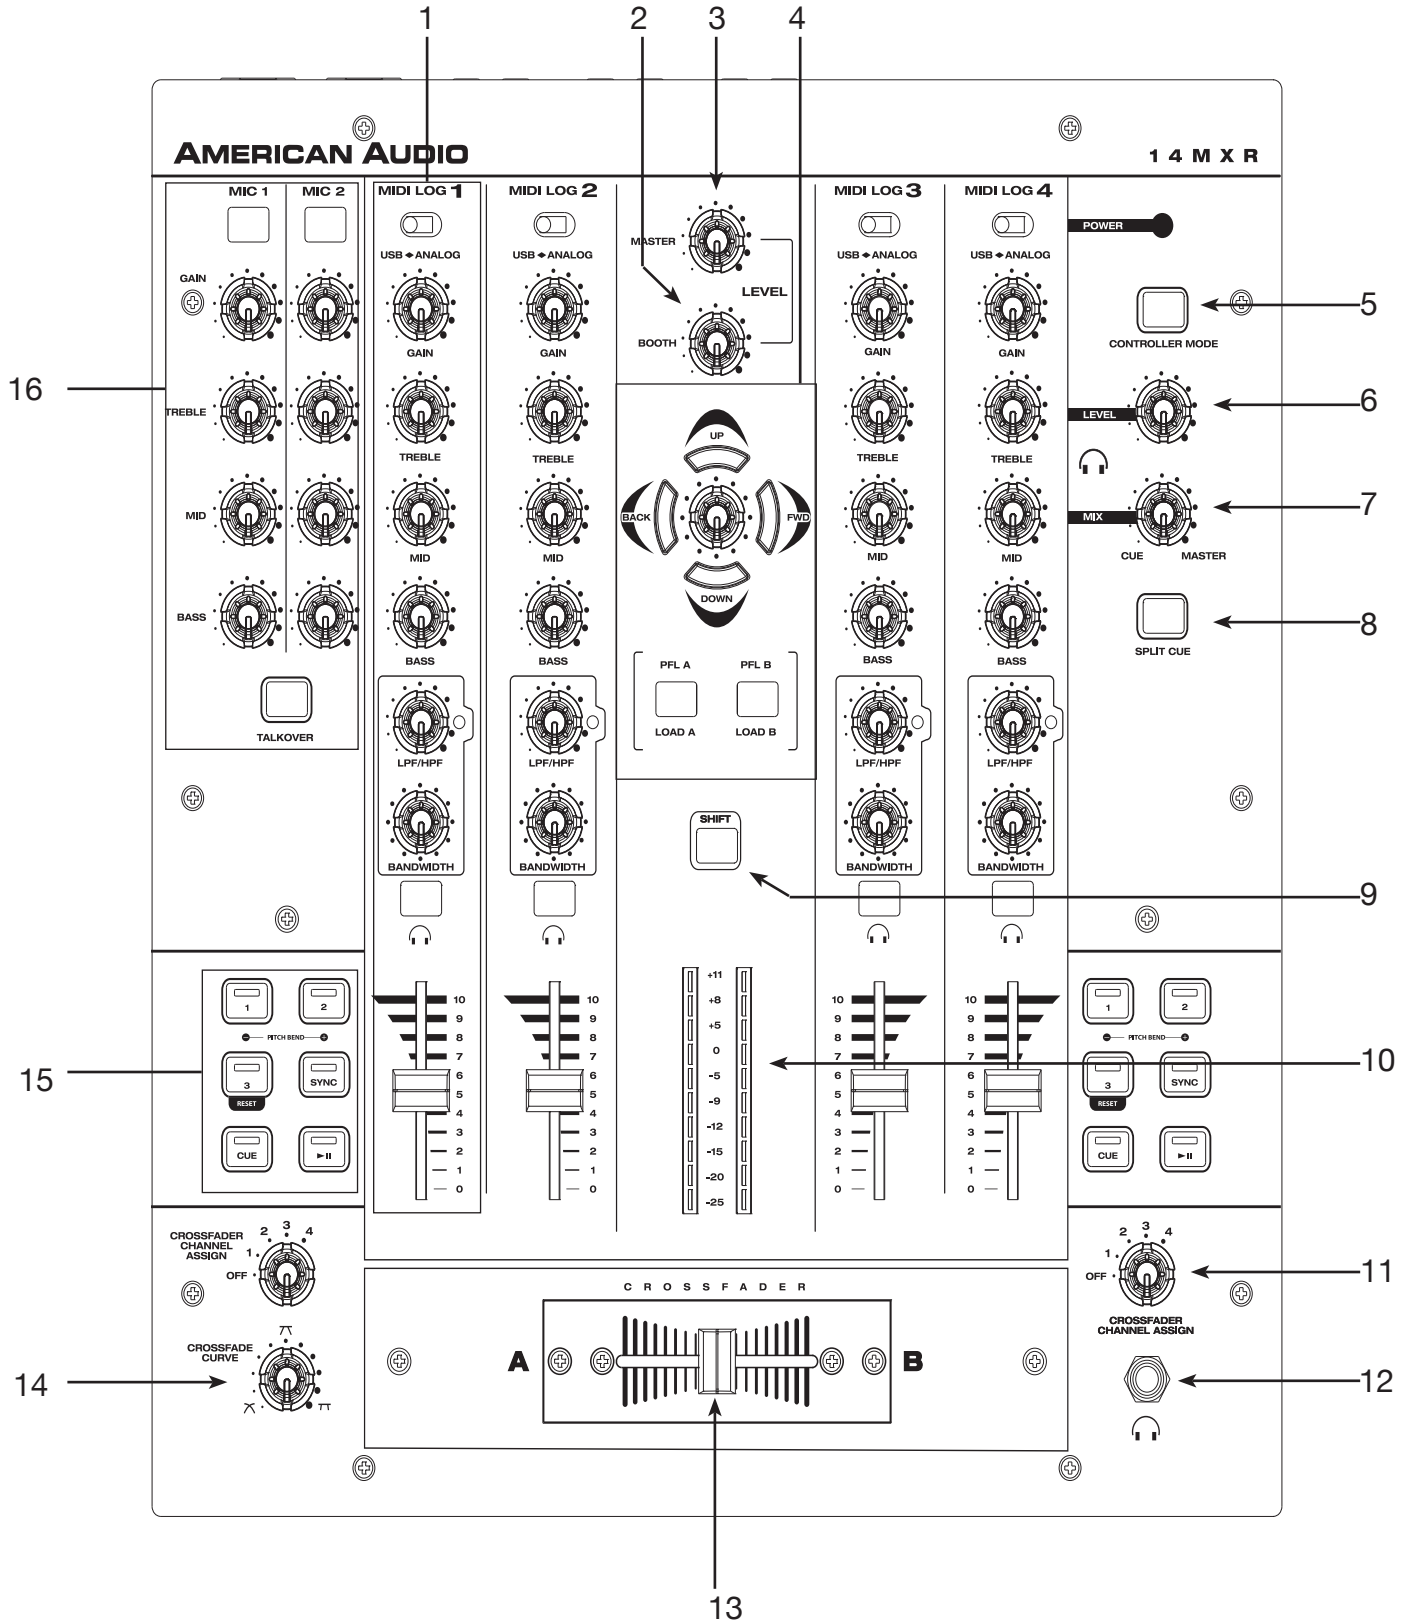 1
2
3
4
AMERICAN AUDIO
14MXR
MIC 1
MIC 2
MIDI LOG 1
MIDI LOG 2
MIDI LOG 3
MIDI LOG 4
POWER
USB ◆ ANALOG
USB ◆ ANALOG
USB ◆ ANALOG
USB ◆ ANALOG
MASTER
LEVEL
BOOTH
GAIN
GAIN
GAIN
GAIN
GAIN
CONTROLLER MODE
5
16
TREBLE
TREBLE
TREBLE
TREBLE
TREBLE
LEVEL
6
UP
BACK
FWD
DOWN
MID
MID
MID
MID
MID
MIX
CUE
MASTER
7
BASS
BASS
BASS
BASS
BASS
SPLIT CUE
8
PFL A
PFL B
LOAD A
LOAD B
TALKOVER
LPF/HPF
LPF/HPF
LPF/HPF
LPF/HPF
SHIFT
BANDWIDTH
BANDWIDTH
BANDWIDTH
BANDWIDTH
9
1
2
PITCH BEND
3
SYNC
RESET
CUE
►II
15
10
9
8
7
6
5
4
3
2
1
0
10
9
8
7
6
5
4
3
2
1
0
+11
+8
+5
0
-5
-9
-12
-15
-20
-25
10
9
8
7
6
5
4
3
2
1
0
10
9
8
7
6
5
4
3
2
1
0
1
2
PITCH BEND
3
SYNC
RESET
CUE
►II
10
CROSSFADER
CHANNEL
ASSIGN
OFF
1
2
3
4
CROSSFADE
CURVE
14
CROSSFADER
A
B
OFF
1
2
3
4
CROSSFADER
CHANNEL ASSIGN
11
12
13